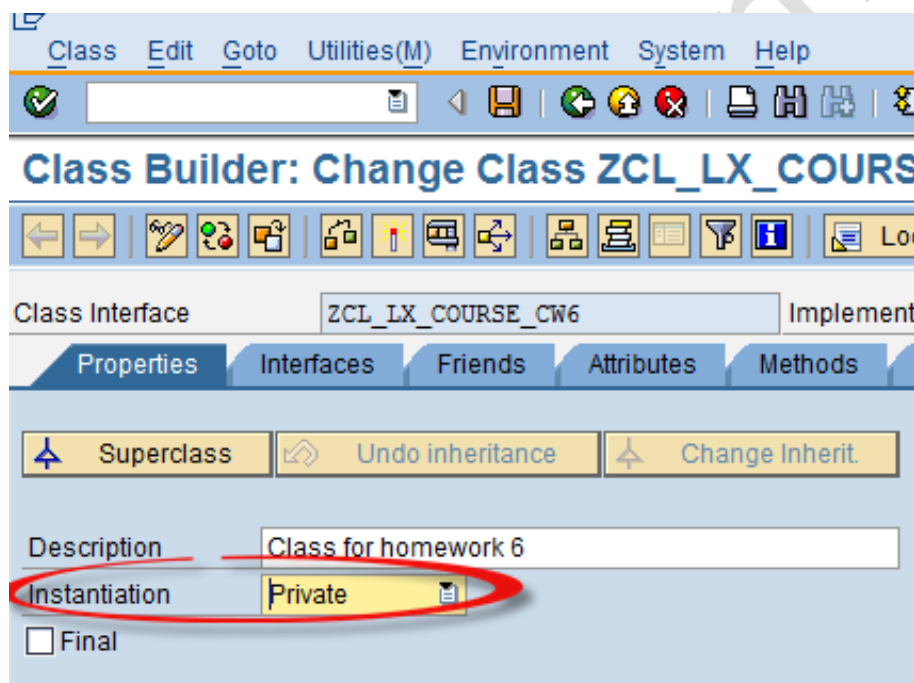 Class Edit Goto Utilities(M) Environment System Help
Class Builder: Change Class ZCL_LX_COURS
Class Interface ZCL_LX_COURSE_CW6 Implement
Properties Interfaces Friends Attributes Methods
Superclass Undo inheritance Change Inherit.
Description Class for homework 6
Instantiation Private
Final